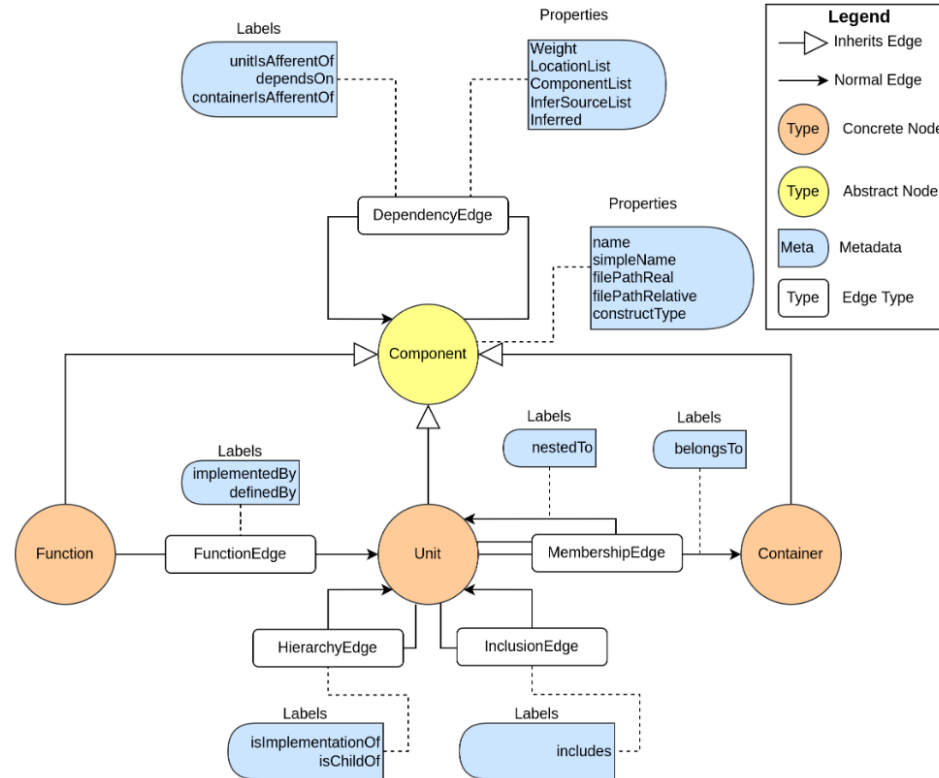 Labels
unitIsAfferentOf
dependsOn
containerIsAfferentOf
Properties
Weight
LocationList
ComponentList
InferSourceList
Inferred
Legend
Inherits Edge
Normal Edge
Type
Concrete Node
Type
Abstract Node
Meta
Metadata
Type
Edge Type
DependencyEdge
Properties
name
simpleName
filePathReal
filePathRelative
constructType
Component
Labels
implementedBy
definedBy
Labels
nestedTo
Labels
belongsTo
Function
FunctionEdge
Unit
MembershipEdge
Container
HierarchyEdge
InclusionEdge
Labels
isImplementationOf
isChildOf
Labels
includes